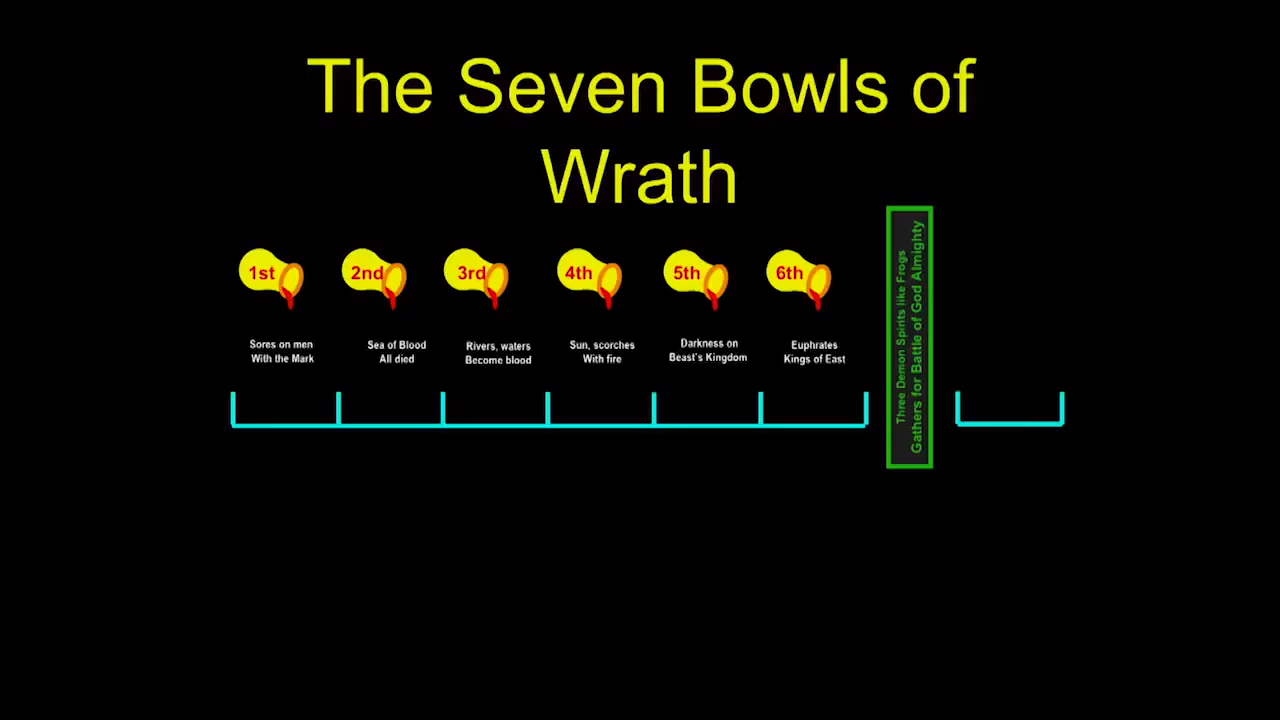 The Seven Bowls of
Wrath
1st
2nd
3rd
4th
5th
6th
Sores on men
With the Mark
Sea of Blood
All died
Rivers, waters
Become blood
Sun, scorches
With fire
Darkness on
Beast's Kingdom
Euphrates
Kings of East
Three Demon Spirits like Frogs
Gathers for Battle of God Almighty